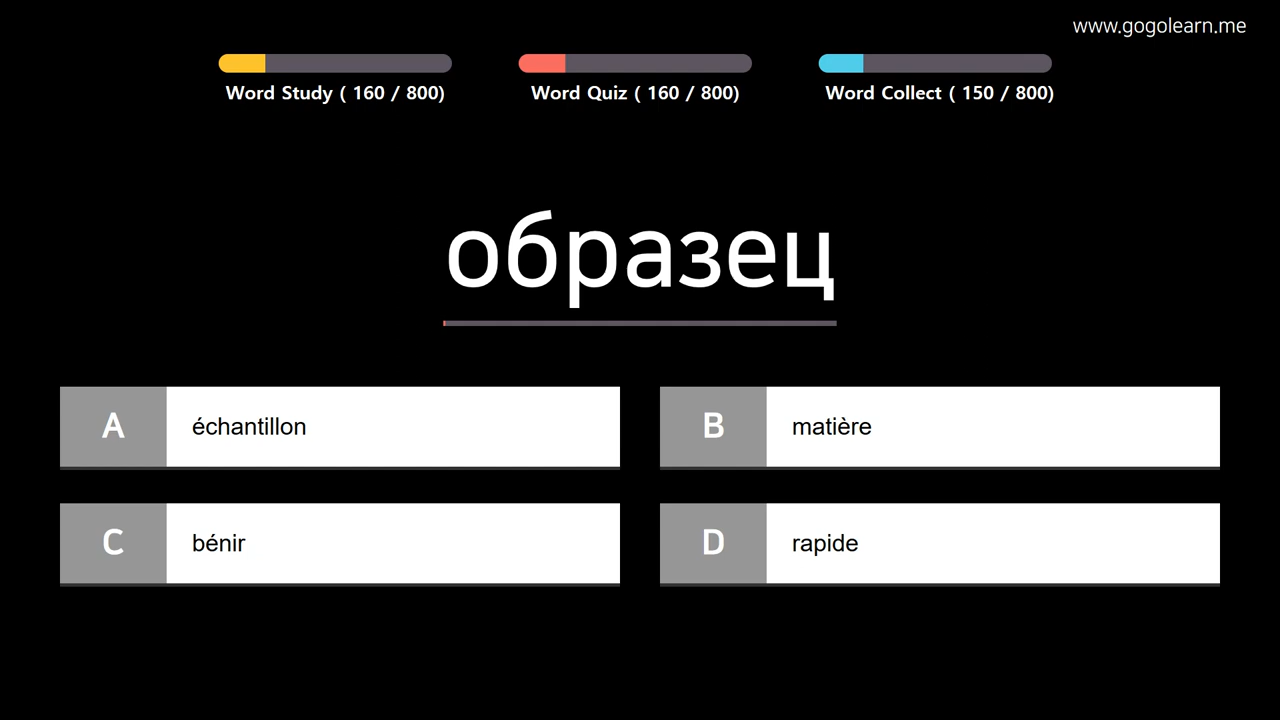 www.gogolearn.me
Word Study ( 160 / 800)
Word Quiz ( 160 / 800)
Word Collect ( 150 / 800)
образец
A échantillon
B matière
C bénir
D rapide